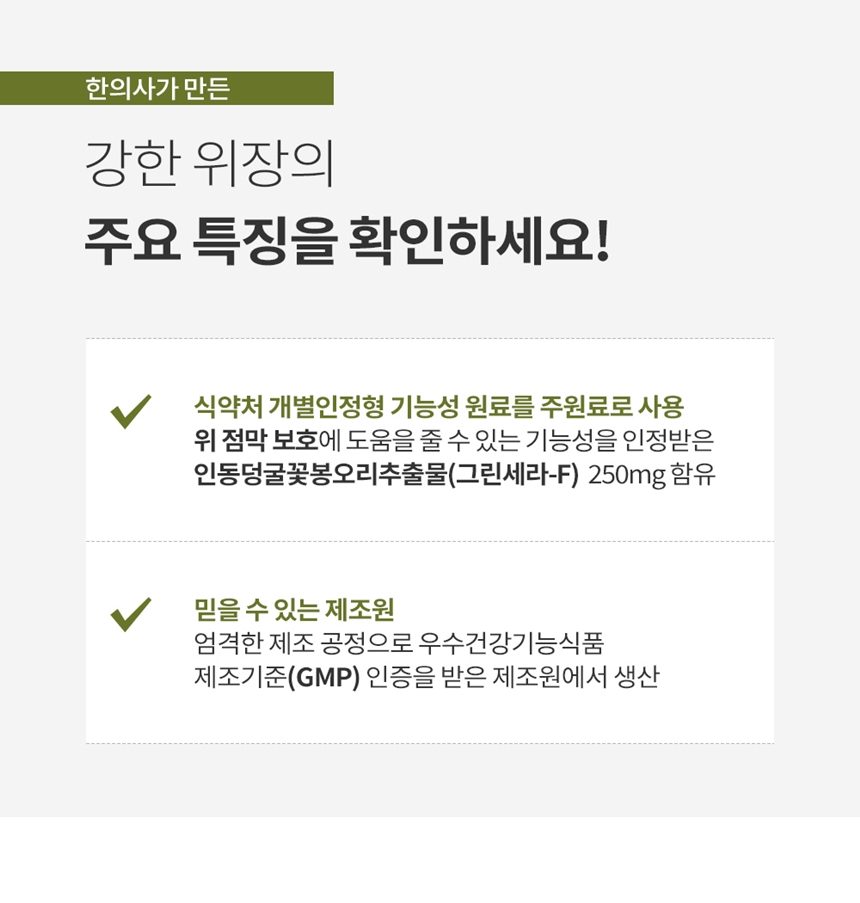 한의사가 만든
강한 위장의
주요 특징을 확인하세요!
식약처 개별인정형 기능성 원료를 주원료로 사용
위 점막 보호에 도움을 줄 수 있는 기능성을 인정받은
인동덩굴꽃봉오리추출물(그린세라-F) 250mg 함유
믿을 수 있는 제조원
엄격한 제조 공정으로 우수건강기능식품
제조기준(GMP) 인증을 받은 제조원에서 생산